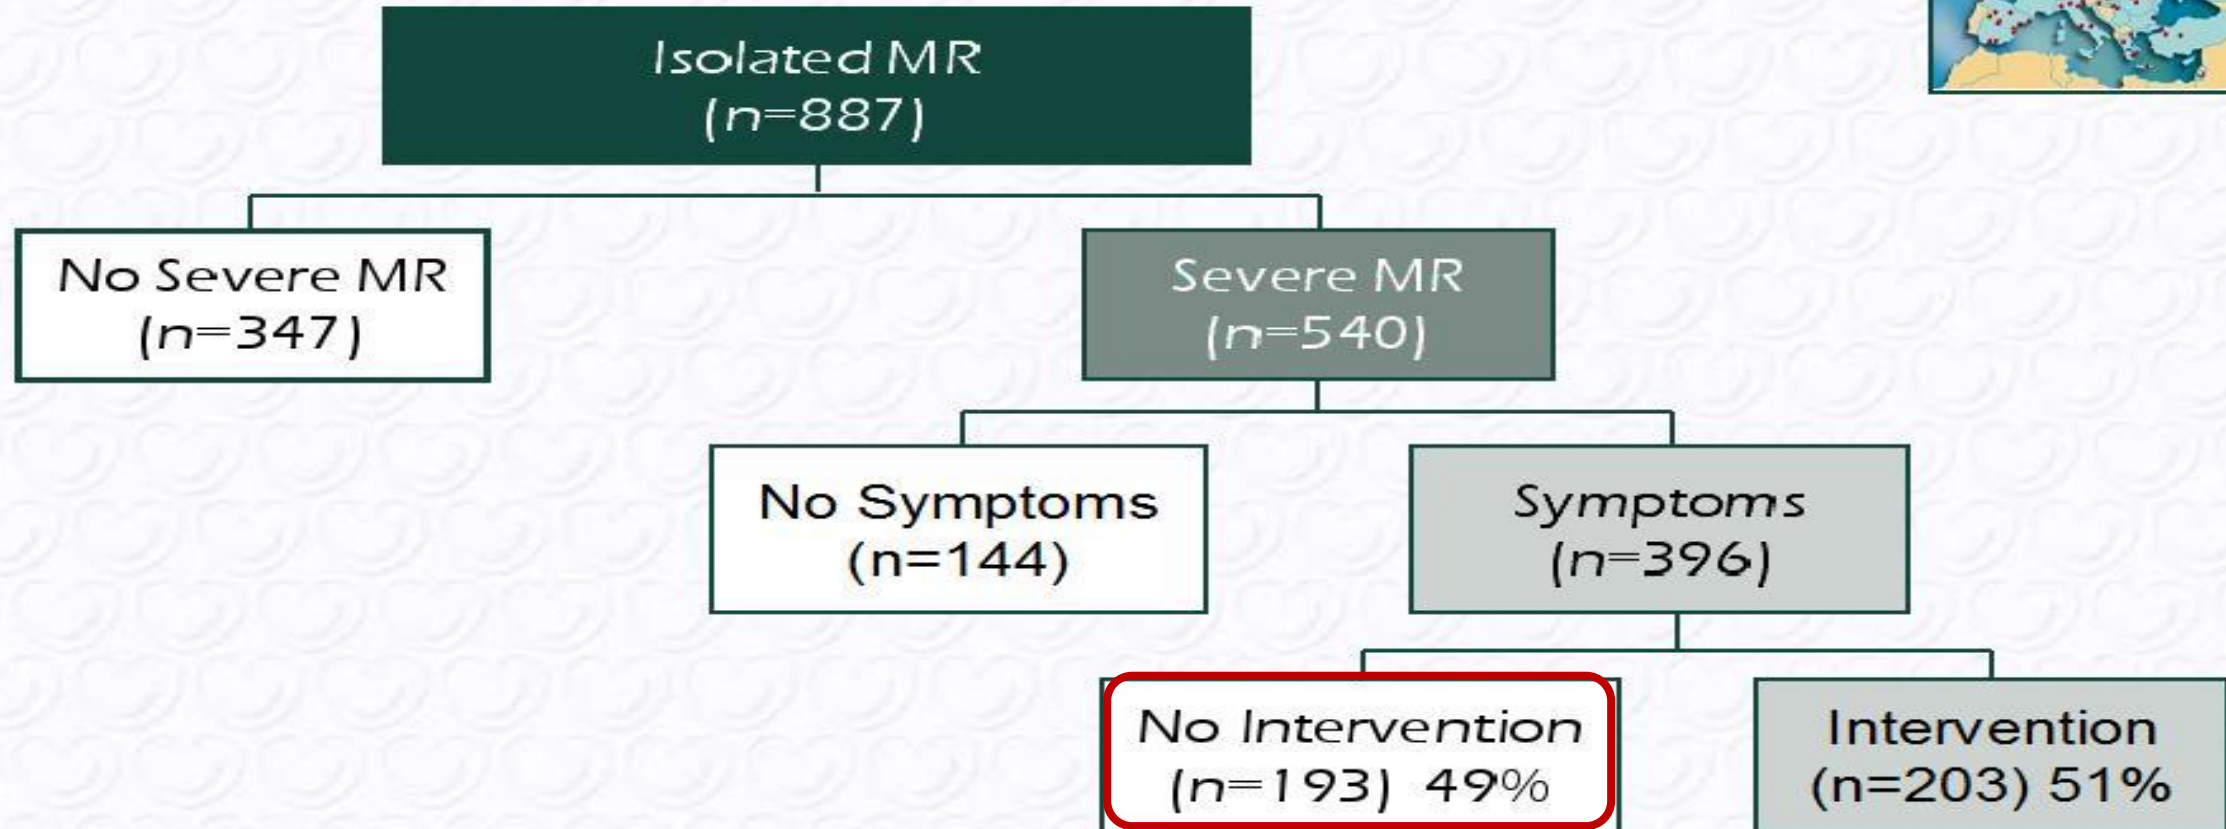 Isolated MR
(n=887)
No Severe MR
(n=347)
Severe MR
(n=540)
No Symptoms
(n=144)
Symptoms
(n=396)
No Intervention
(n=193) 49%
Intervention
(n=203) 51%